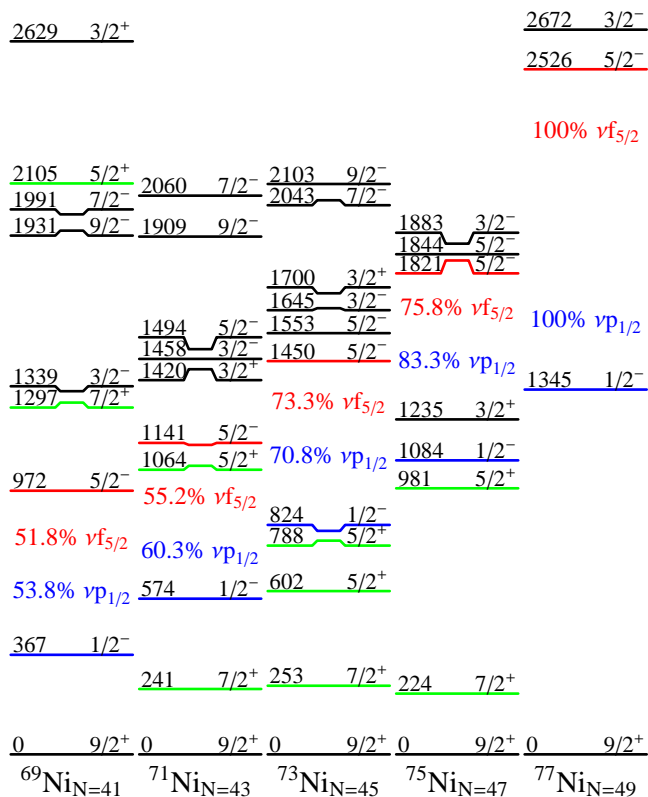 2629 3/2⁺
2105 5/2⁺
1991 7/2⁻
1931 9/2⁻
1339 3/2⁻
1297 7/2⁺
972 5/2⁻
51.8% νf₅/₂
53.8% νp₁/₂
367 1/2⁻
0 9/2⁺
⁶⁹Ni_N=41
2060 7/2⁻
1909 9/2⁻
1494 5/2⁻
1458 3/2⁻
1420 3/2⁺
1141 5/2⁻
1064 5/2⁺
55.2% νf₅/₂
60.3% νp₁/₂
574 1/2⁻
241 7/2⁺
0 9/2⁺
⁷¹Ni_N=43
2103 9/2⁻
2043 7/2⁻
1700 3/2⁺
1645 3/2⁻
1553 5/2⁻
1450 5/2⁻
73.3% νf₅/₂
70.8% νp₁/₂
824 1/2⁻
788 5/2⁺
602 5/2⁺
253 7/2⁺
0 9/2⁺
⁷³Ni_N=45
1883 3/2⁻
1844 5/2⁻
1821 5/2⁻
75.8% νf₅/₂
83.3% νp₁/₂
1235 3/2⁺
1084 1/2⁻
981 5/2⁺
224 7/2⁺
0 9/2⁺
⁷⁵Ni_N=47
2672 3/2⁻
2526 5/2⁻
100% νf₅/₂
100% νp₁/₂
1345 1/2⁻
0 9/2⁺
⁷⁷Ni_N=49